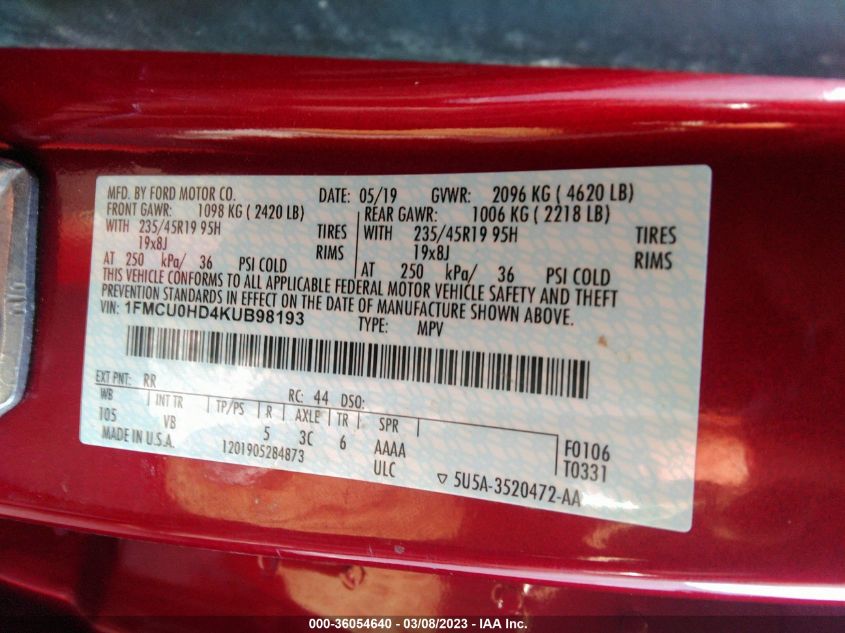 MFD. BY FORD MOTOR CO. DATE: 05/19 GVWR: 2096 KG ( 4620 LB)
FRONT GAWR: 1098 KG ( 2420 LB) REAR GAWR: 1006 KG ( 2218 LB)
WITH 235/45R19 95H TIRES WITH 235/45R19 95H TIRES
19x8J RIMS 19x8J RIMS
AT 250 kPa/ 36 PSI COLD AT 250 kPa/ 36 PSI COLD
THIS VEHICLE CONFORMS TO ALL APPLICABLE FEDERAL MOTOR VEHICLE SAFETY AND THEFT
PREVENTION STANDARDS IN EFFECT ON THE DATE OF MANUFACTURE SHOWN ABOVE.
VIN: 1FMCU0HD4KUB98193 TYPE: MPV
EXT PNT: RR RC: 44 DSO:
WB INT TR TP/PS R AXLE TR SPR
105 VB 5 3C 6 AAAA F0106
MADE IN U.S.A. 1201905284873 ULC T0331
5U5A-3520472-AA
000-36054640 - 03/08/2023 - IAA Inc.